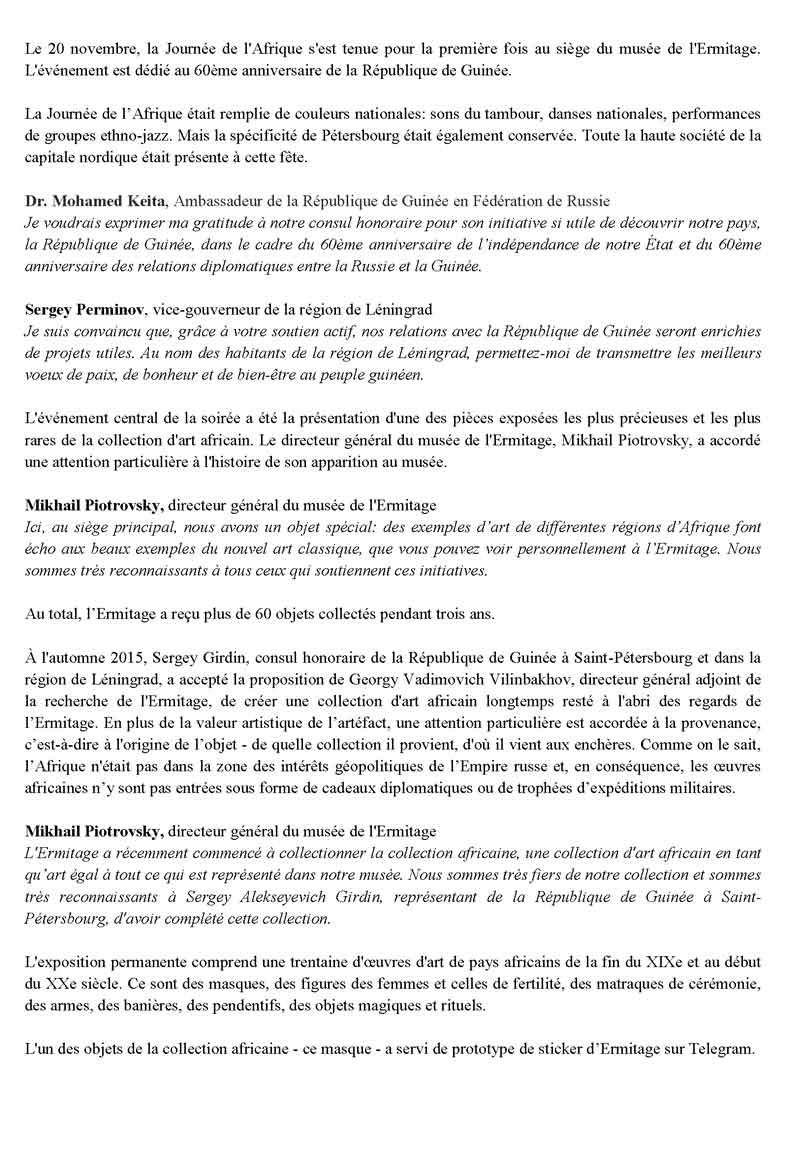 Le 20 novembre, la Journée de l'Afrique s'est tenue pour la première fois au siège du musée de l'Ermitage.
L'événement est dédié au 60ème anniversaire de la République de Guinée.
La Journée de l’Afrique était remplie de couleurs nationales: sons du tambour, danses nationales, performances
de groupes ethno-jazz. Mais la spécificité de Pétersbourg était également conservée. Toute la haute société de la
capitale nordique était présente à cette fête.
Dr. Mohamed Keita, Ambassadeur de la République de Guinée en Fédération de Russie
Je voudrais exprimer ma gratitude à notre consul honoraire pour son initiative si utile de découvrir notre pays,
la République de Guinée, dans le cadre du 60ème anniversaire de l’indépendance de notre État et du 60ème
anniversaire des relations diplomatiques entre la Russie et la Guinée.
Sergey Perminov, vice-gouverneur de la région de Léningrad
Je suis convaincu que, grâce à votre soutien actif, nos relations avec la République de Guinée seront enrichies
de projets utiles. Au nom des habitants de la région de Léningrad, permettez-moi de transmettre les meilleurs
voeux de paix, de bonheur et de bien-être au peuple guinéen.
L'événement central de la soirée a été la présentation d'une des pièces exposées les plus précieuses et les plus
rares de la collection d'art africain. Le directeur général du musée de l'Ermitage, Mikhail Piotrovsky, a accordé
une attention particulière à l'histoire de son apparition au musée.
Mikhail Piotrovsky, directeur général du musée de l'Ermitage
Ici, au siège principal, nous avons un objet spécial: des exemples d’art de différentes régions d’Afrique font
écho aux beaux exemples du nouvel art classique, que vous pouvez voir personnellement à l’Ermitage. Nous
sommes très reconnaissants à tous ceux qui soutiennent ces initiatives.
Au total, l’Ermitage a reçu plus de 60 objets collectés pendant trois ans.
À l'automne 2015, Sergey Girdin, consul honoraire de la République de Guinée à Saint-Pétersbourg et dans la
région de Léningrad, a accepté la proposition de Georgy Vadimovich Vilinbakhov, directeur général adjoint de
la recherche de l'Ermitage, de créer une collection d'art africain longtemps resté à l'abri des regards de
l’Ermitage. En plus de la valeur artistique de l’artéfact, une attention particulière est accordée à la provenance,
c’est-à-dire à l'origine de l’objet - de quelle collection il provient, d'où il vient aux enchères. Comme on le sait,
l’Afrique n'était pas dans la zone des intérêts géopolitiques de l’Empire russe et, en conséquence, les œuvres
africaines n’y sont pas entrées sous forme de cadeaux diplomatiques ou de trophées d’expéditions militaires.
Mikhail Piotrovsky, directeur général du musée de l'Ermitage
L'Ermitage a récemment commencé à collectionner la collection africaine, une collection d'art africain en tant
qu’art égal à tout ce qui est représenté dans notre musée. Nous sommes très fiers de notre collection et sommes
très reconnaissants à Sergey Alekseyevich Girdin, représentant de la République de Guinée à Saint-
Pétersbourg, d'avoir complété cette collection.
L'exposition permanente comprend une trentaine d'œuvres d'art de pays africains de la fin du XIXe et au début
du XXe siècle. Ce sont des masques, des figures des femmes et celles de fertilité, des matraques de cérémonie,
des armes, des banières, des pendentifs, des objets magiques et rituels.
L'un des objets de la collection africaine - ce masque - a servi de prototype de sticker d’Ermitage sur Telegram.